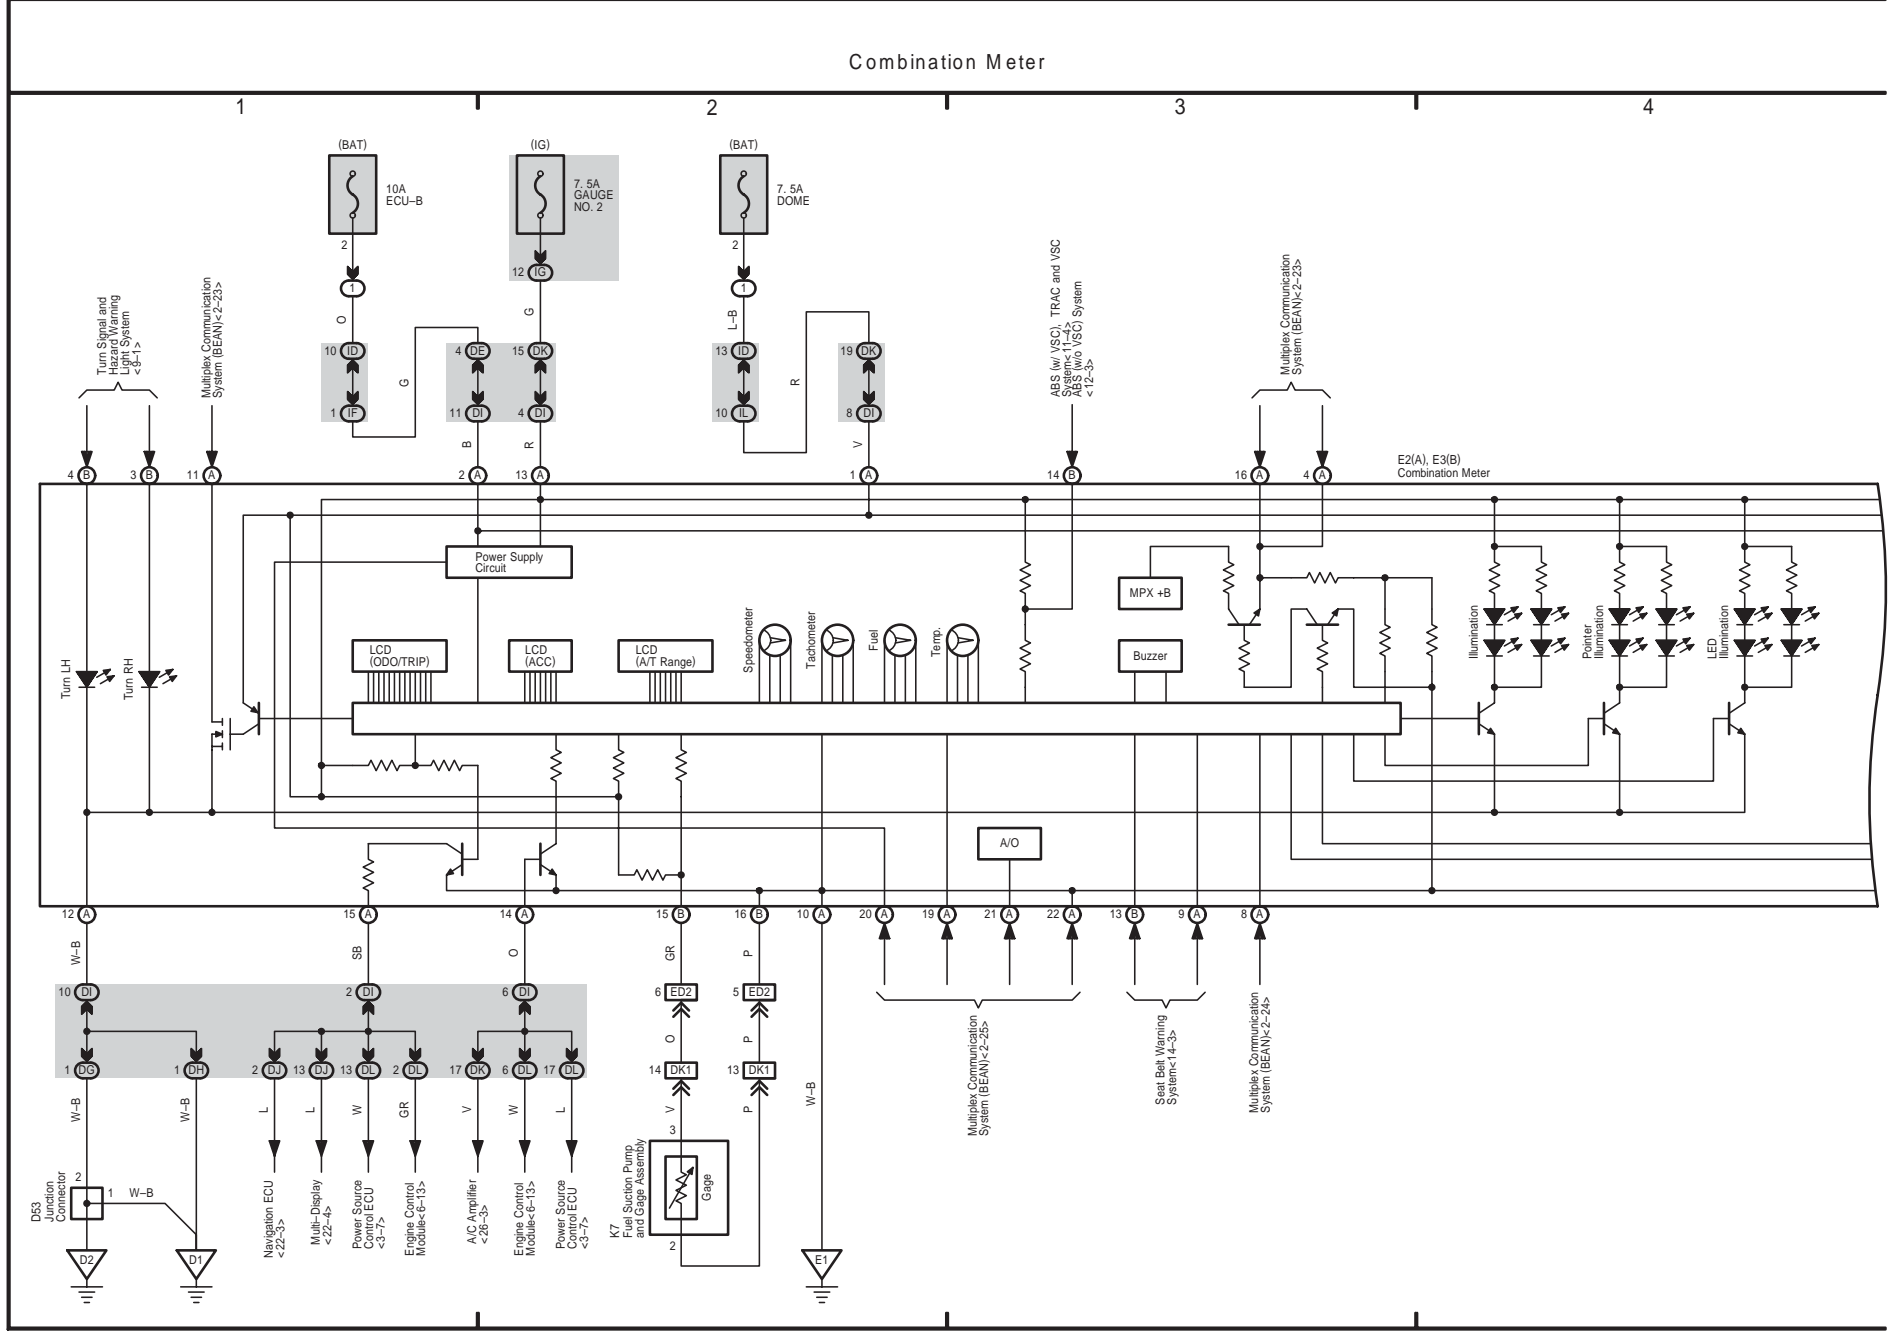 Combination Meter
1
2
3
4
(BAT)
10A
ECU–B
2
1
O
10 ID
1 IF
G
(IG)
7. 5A
GAUGE
NO. 2
12 IG
G
4 DE
15 DK
11 DI
4 DI
B
R
(BAT)
7. 5A
DOME
2
1
L–B
13 ID
10 IL
R
19 DK
8 DI
V
Turn Signal and
Hazard Warning
Light System
<9–1>
Multiplex Communication
System (BEAN)<2–23>
ABS (w/ VSC), TRAC and VSC
System<11–4>
ABS (w/o VSC) System
<12–3>
Multiplex Communication
System (BEAN)<2–23>
4 B
3 B
11 A
2 A
13 A
1 A
14 B
16 A
4 A
E2(A), E3(B)
Combination Meter
Power Supply
Circuit
MPX +B
Buzzer
LCD
(ODO/TRIP)
LCD
(ACC)
LCD
(A/T Range)
Speedometer
Tachometer
Fuel
Temp.
Turn LH
Turn RH
Illumination
Pointer
Illumination
LED
Illumination
A/O
12 A
15 A
14 A
15 B
16 B
10 A
20 A
19 A
21 A
22 A
13 B
9 A
8 A
W–B
SB
O
GR
P
10 DI
2 DI
6 DI
6 ED2
5 ED2
O
P
1 DG
1 DH
2 DJ
13 DJ
13 DL
2 DL
17 DK
6 DL
17 DL
14 DK1
13 DK1
W–B
W–B
L
L
W
GR
V
W
L
V
P
W–B
3
2
K7
Fuel Suction Pump
and Gage Assembly
Gage
D53
Junction
Connector
2
1
W–B
D2
D1
E1
Navigation ECU
<22–3>
Multi–Display
<22–4>
Power Source
Control ECU
<3–7>
Engine Control
Module<6–13>
A/C Amplifier
<26–3>
Engine Control
Module<6–13>
Power Source
Control ECU
<3–7>
Multiplex Communication
System (BEAN)<2–25>
Seat Belt Warning
System<14–3>
Multiplex Communication
System (BEAN)<2–24>